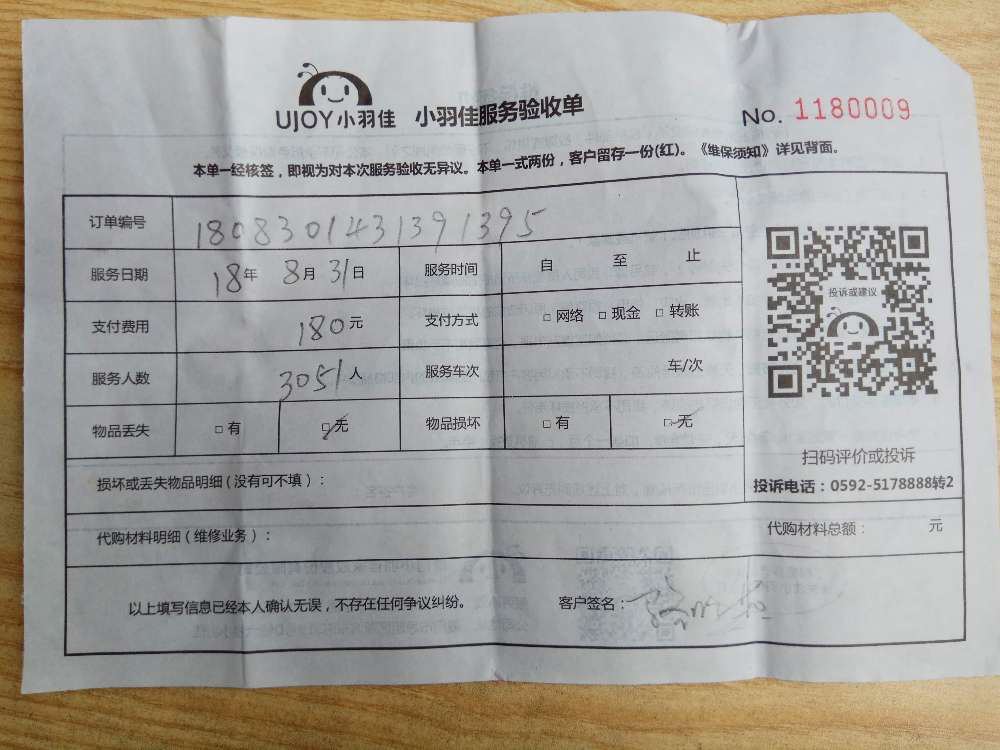 UJOY小羽佳 小羽佳服务验收单 No. 1180009
本单一经核签，即视为对本次服务验收无异议。本单一式两份，客户留存一份(红)。《维保须知》详见背面。
订单编号 1808301431391395
服务日期 18年 8月 31日 服务时间 自 至 止
投诉或建议
支付费用 180元 支付方式 □ 网络 □ 现金 □ 转账
服务人数 3051人 服务车次 车/次
物品丢失 □ 有 ☑ 无 物品损坏 □ 有 ☑ 无
扫码评价或投诉
损坏或丢失物品明细（没有可不填）：
投诉电话：0592-5178888转2
代购材料明细（维修业务）：
代购材料总额： 元
以上填写信息已经本人确认无误，不存在任何争议纠纷。 客户签名：